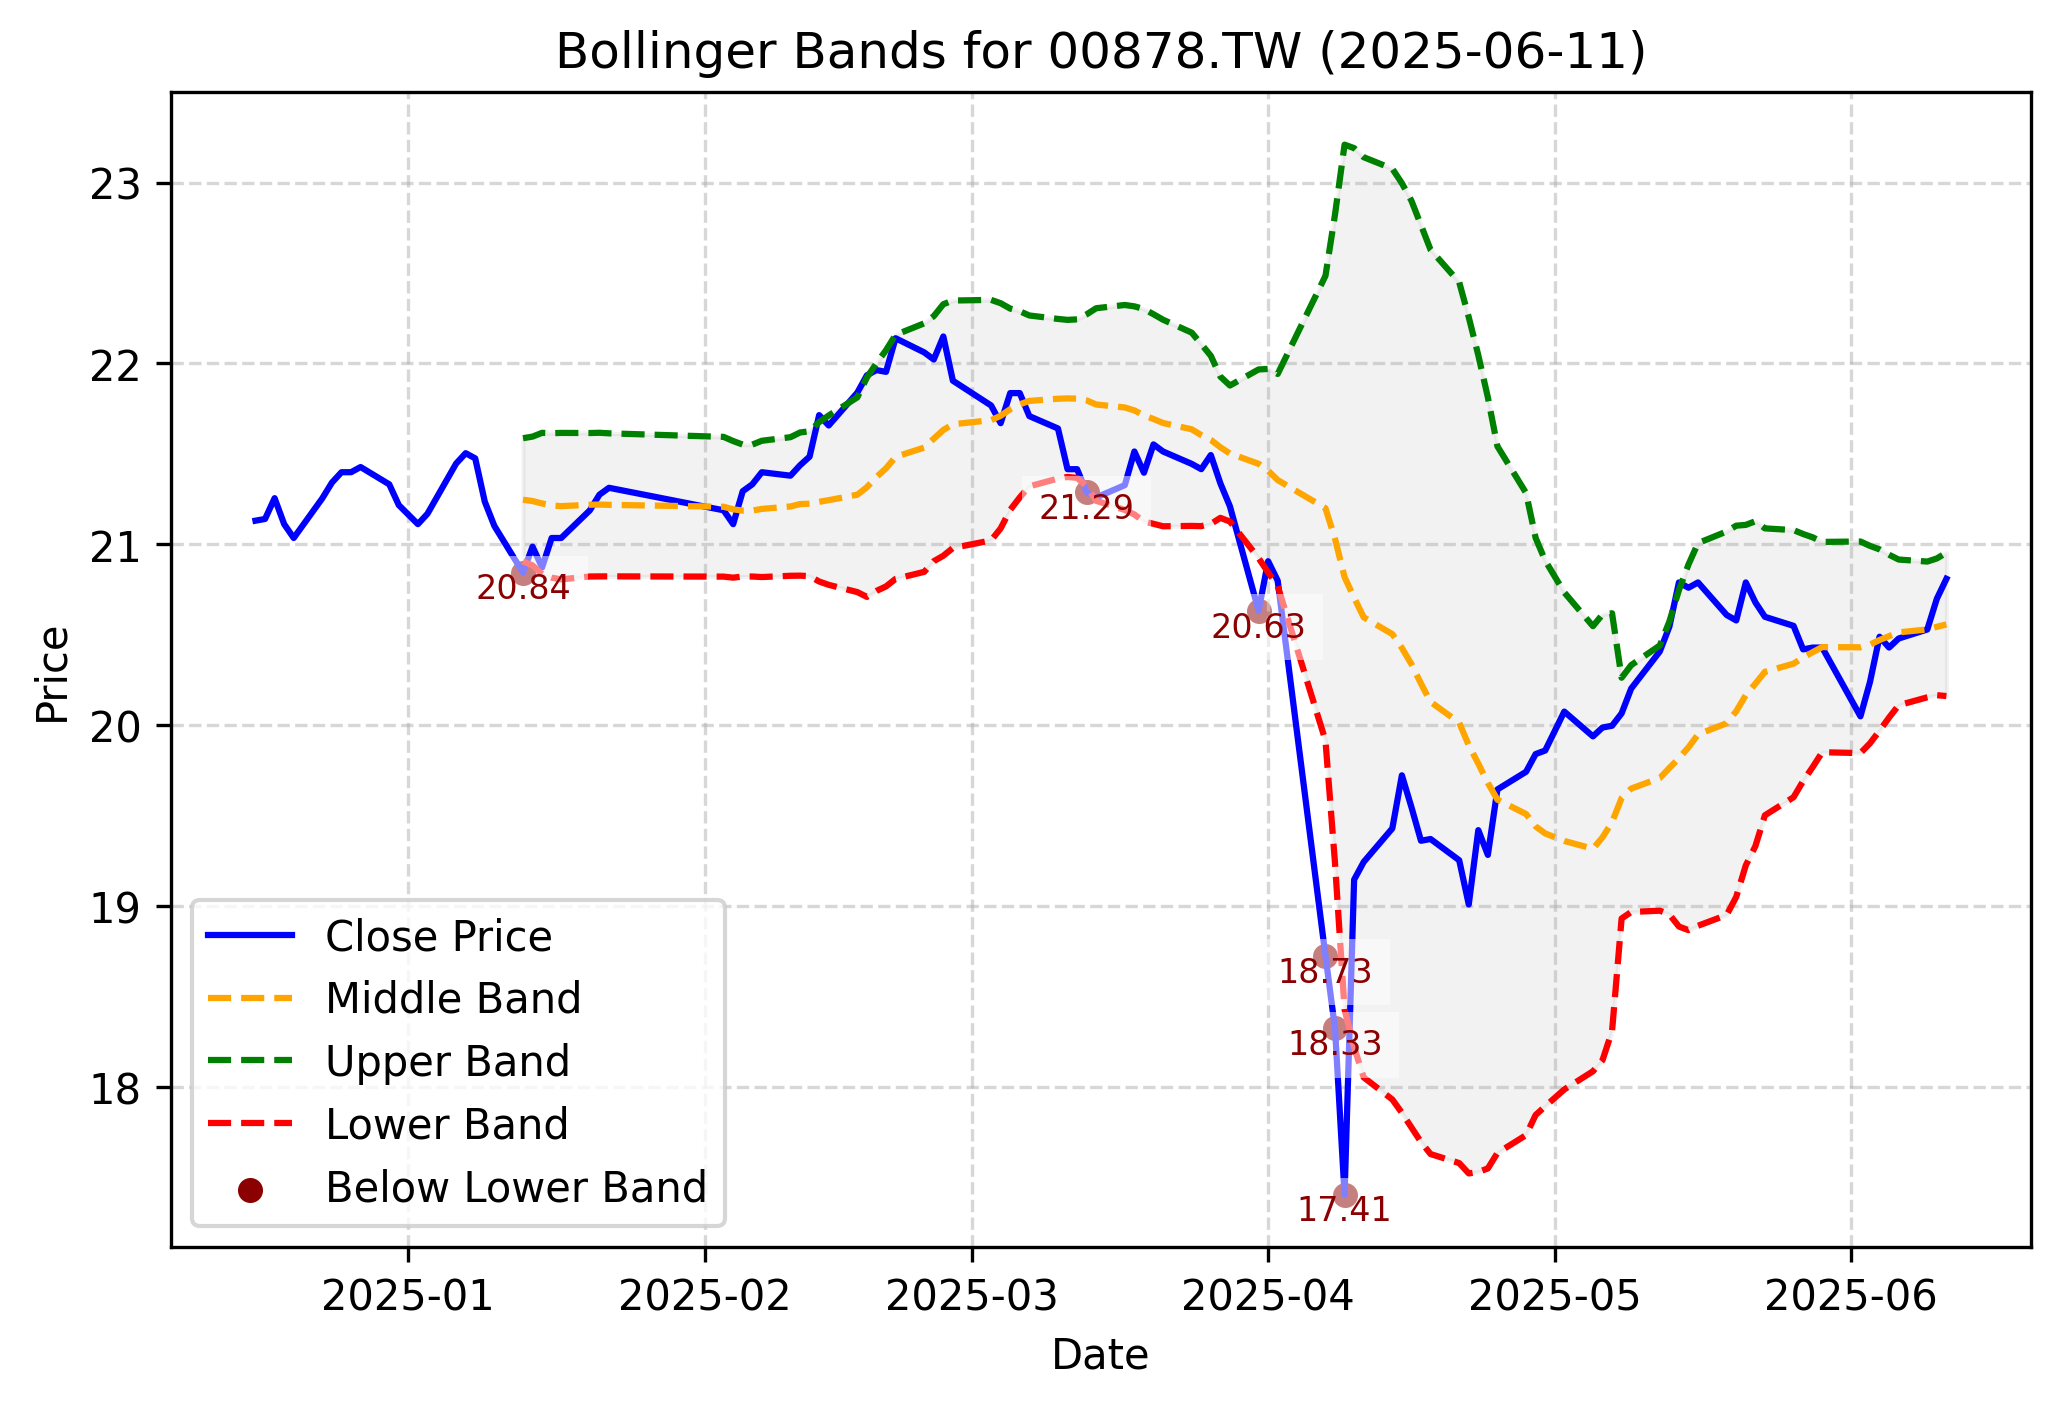 Bollinger Bands for 00878.TW (2025-06-11)
23
22
21
20
19
18
Price
20.84
21.29
20.63
18.73
18.33
17.41
Close Price
Middle Band
Upper Band
Lower Band
Below Lower Band
2025-01
2025-02
2025-03
2025-04
2025-05
2025-06
Date